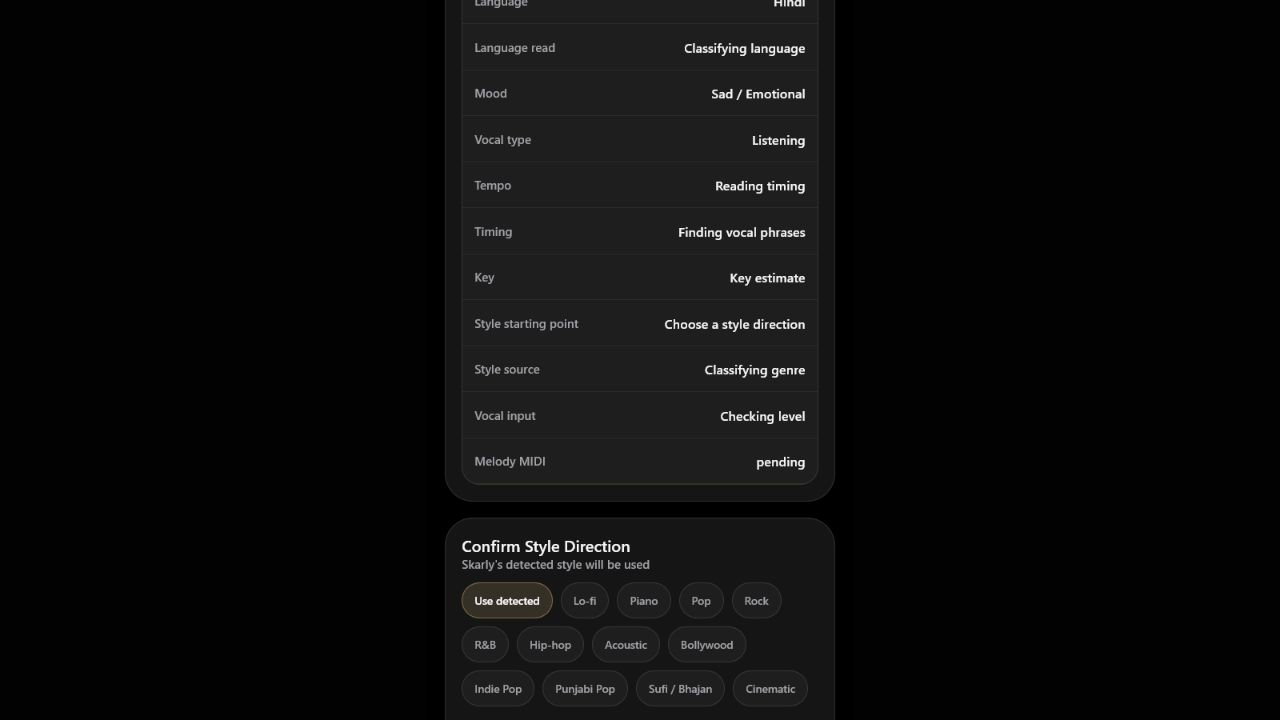 Language Hindi
Language read Classifying language
Mood Sad / Emotional
Vocal type Listening
Tempo Reading timing
Timing Finding vocal phrases
Key Key estimate
Style starting point Choose a style direction
Style source Classifying genre
Vocal input Checking level
Melody MIDI pending
Confirm Style Direction
Skarly's detected style will be used
Use detected Lo-fi Piano Pop Rock
R&B Hip-hop Acoustic Bollywood
Indie Pop Punjabi Pop Sufi / Bhajan Cinematic